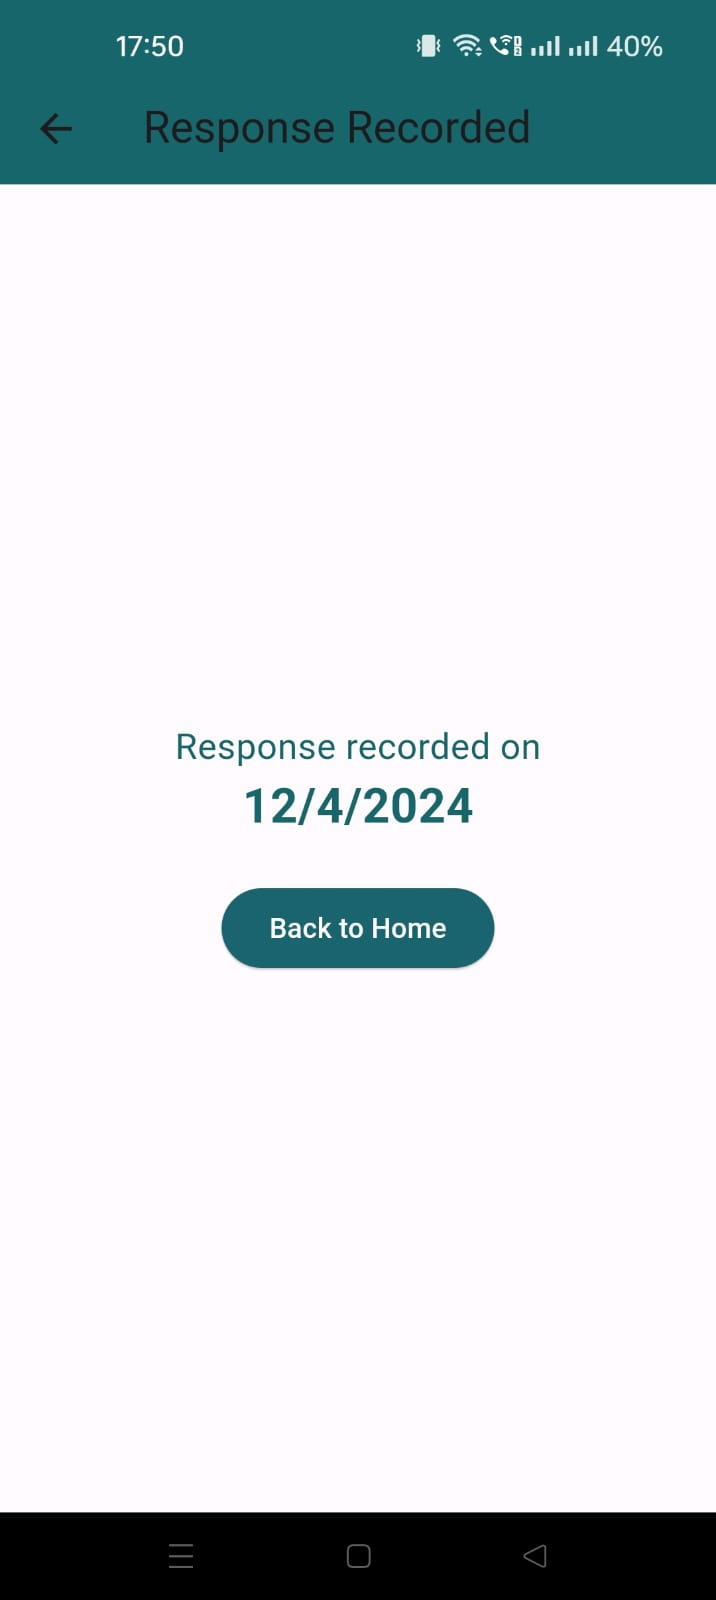 17:50 40%
Response Recorded
Response recorded on
12/4/2024
Back to Home